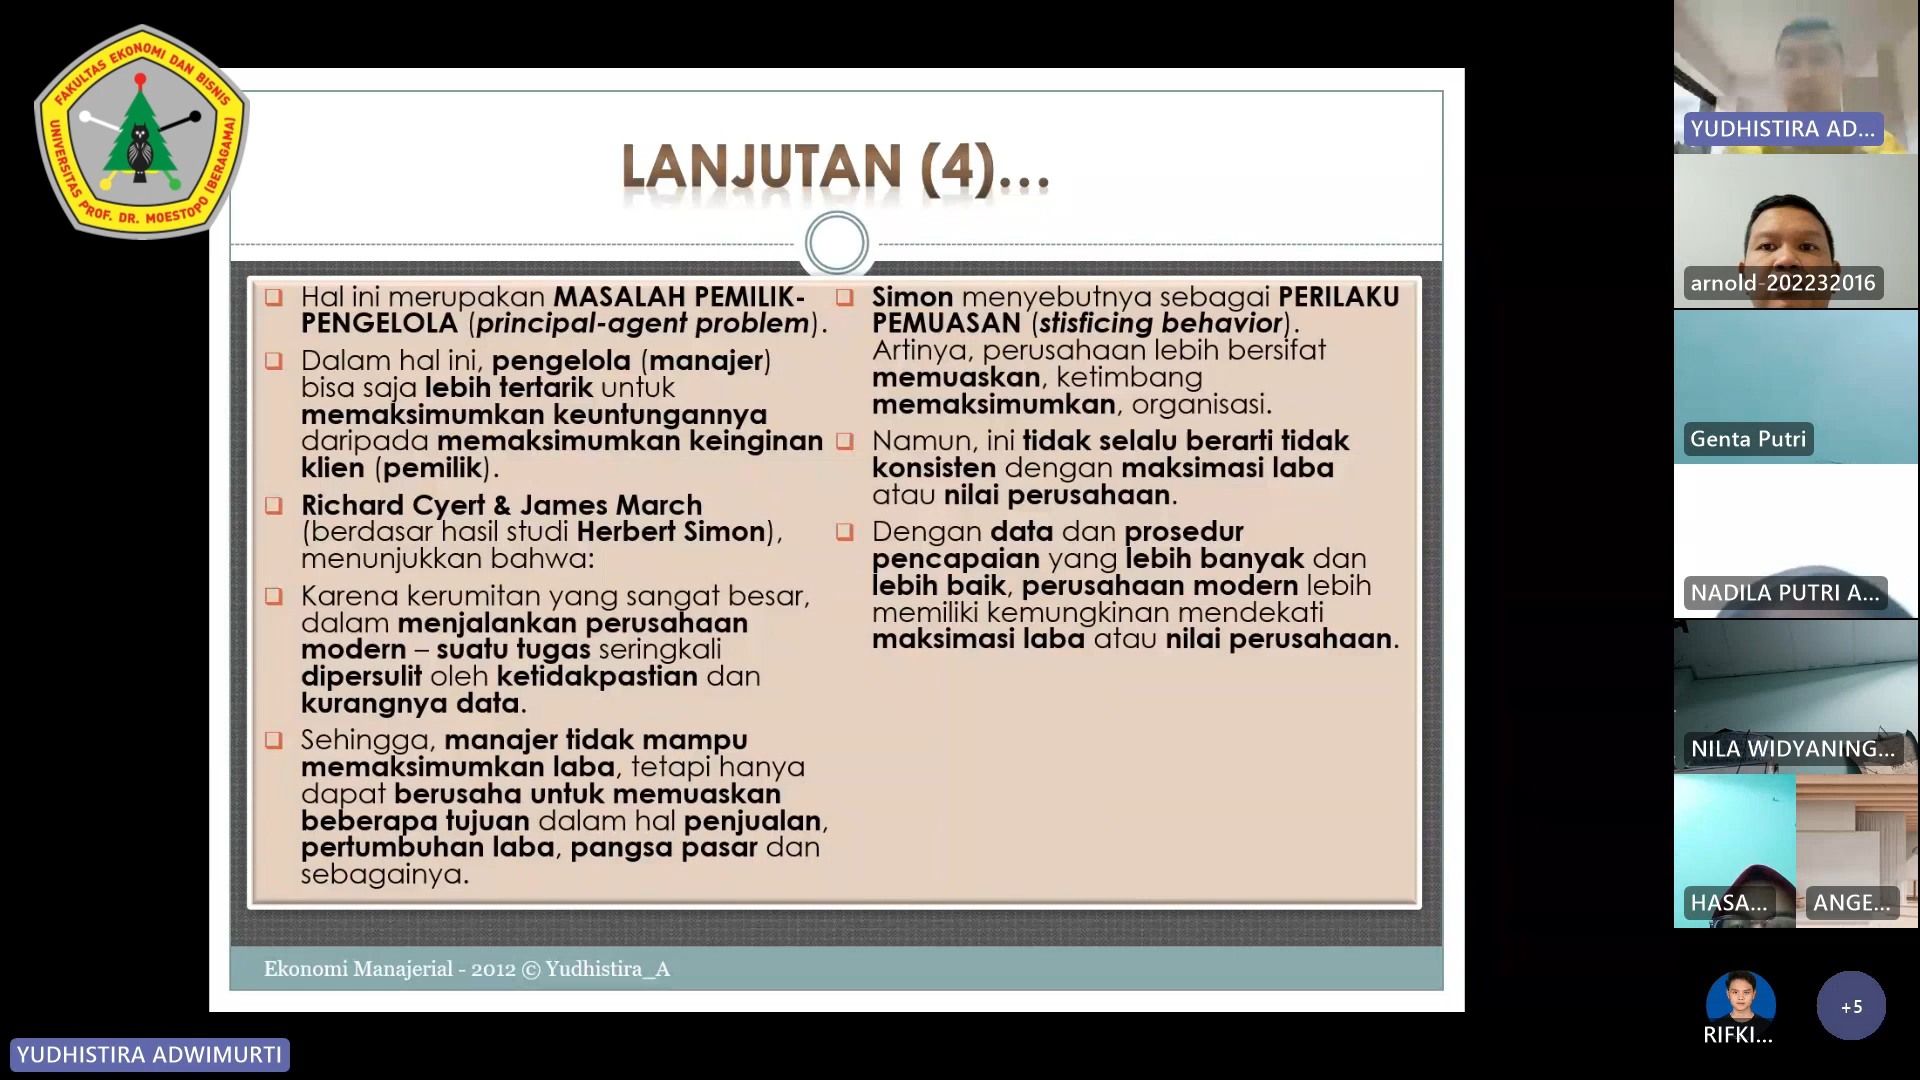 FAKULTAS EKONOMI DAN BISNIS
UNIVERSITAS PROF. DR. MOESTOPO (BERAGAMA)
LANJUTAN (4)...
Hal ini merupakan MASALAH PEMILIK-
PENGELOLA (principal-agent problem).
Dalam hal ini, pengelola (manajer)
bisa saja lebih tertarik untuk
memaksimumkan keuntungannya
daripada memaksimumkan keinginan
klien (pemilik).
Richard Cyert & James March
(berdasar hasil studi Herbert Simon),
menunjukkan bahwa:
Karena kerumitan yang sangat besar,
dalam menjalankan perusahaan
modern – suatu tugas seringkali
dipersulit oleh ketidakpastian dan
kurangnya data.
Sehingga, manajer tidak mampu
memaksimumkan laba, tetapi hanya
dapat berusaha untuk memuaskan
beberapa tujuan dalam hal penjualan,
pertumbuhan laba, pangsa pasar dan
sebagainya.
Simon menyebutnya sebagai PERILAKU
PEMUASAN (stisficing behavior).
Artinya, perusahaan lebih bersifat
memuaskan, ketimbang
memaksimumkan, organisasi.
Namun, ini tidak selalu berarti tidak
konsisten dengan maksimasi laba
atau nilai perusahaan.
Dengan data dan prosedur
pencapaian yang lebih banyak dan
lebih baik, perusahaan modern lebih
memiliki kemungkinan mendekati
maksimasi laba atau nilai perusahaan.
Ekonomi Manajerial - 2012 © Yudhistira_A
YUDHISTIRA ADWIMURTI
YUDHISTIRA AD...
arnold-202232016
Genta Putri
NADILA PUTRI A...
NILA WIDYANING...
HASA...
ANGE...
RIFKI...
+5